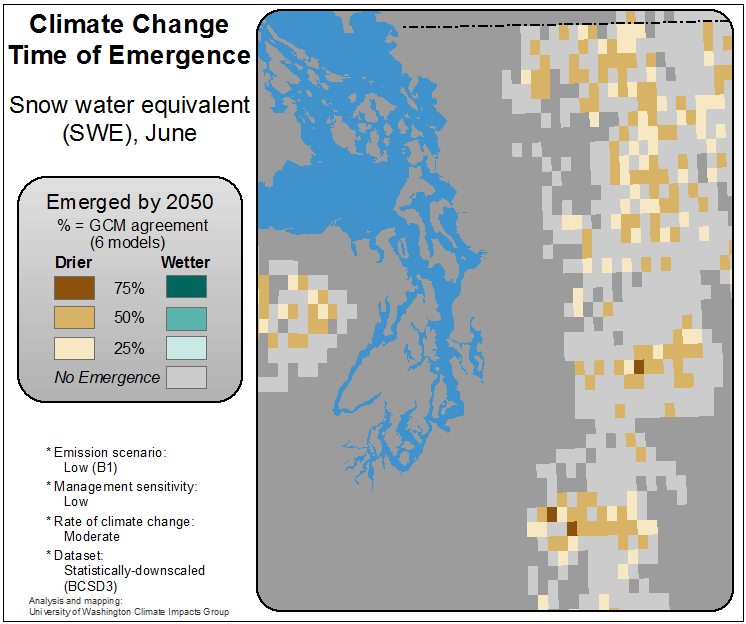 Climate Change
Time of Emergence
Snow water equivalent
(SWE), June
Emerged by 2050
% = GCM agreement
(6 models)
Drier Wetter
75%
50%
25%
No Emergence
* Emission scenario:
Low (B1)
* Management sensitivity:
Low
* Rate of climate change:
Moderate
* Dataset:
Statistically-downscaled
(BCSD3)
Analysis and mapping:
University of Washington Climate Impacts Group